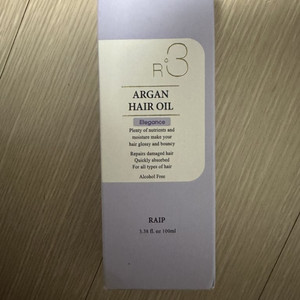 R³3
ARGAN
HAIR OIL
Elegance
Plenty of nutrients and
moisture make your
hair glossy and bouncy
Repairs damaged hair
Quickly absorbed
For all types of hair
Alcohol Free
RAIP
3.38 fl. oz 100ml